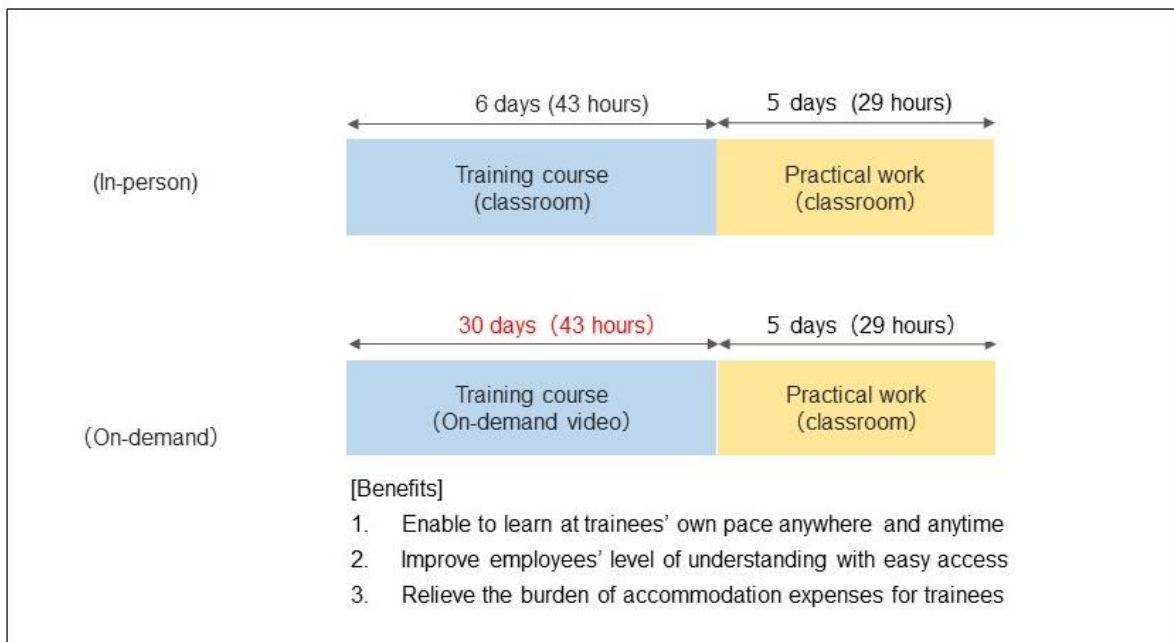 6 days (43 hours)
5 days (29 hours)
(In-person)
Training course
(classroom)
Practical work
（classroom）
30 days（43 hours）
5 days（29 hours）
（On-demand）
Training course
（On-demand video）
Practical work
（classroom）
[Benefits]
1. Enable to learn at trainees’ own pace anywhere and anytime
2. Improve employees’ level of understanding with easy access
3. Relieve the burden of accommodation expenses for trainees